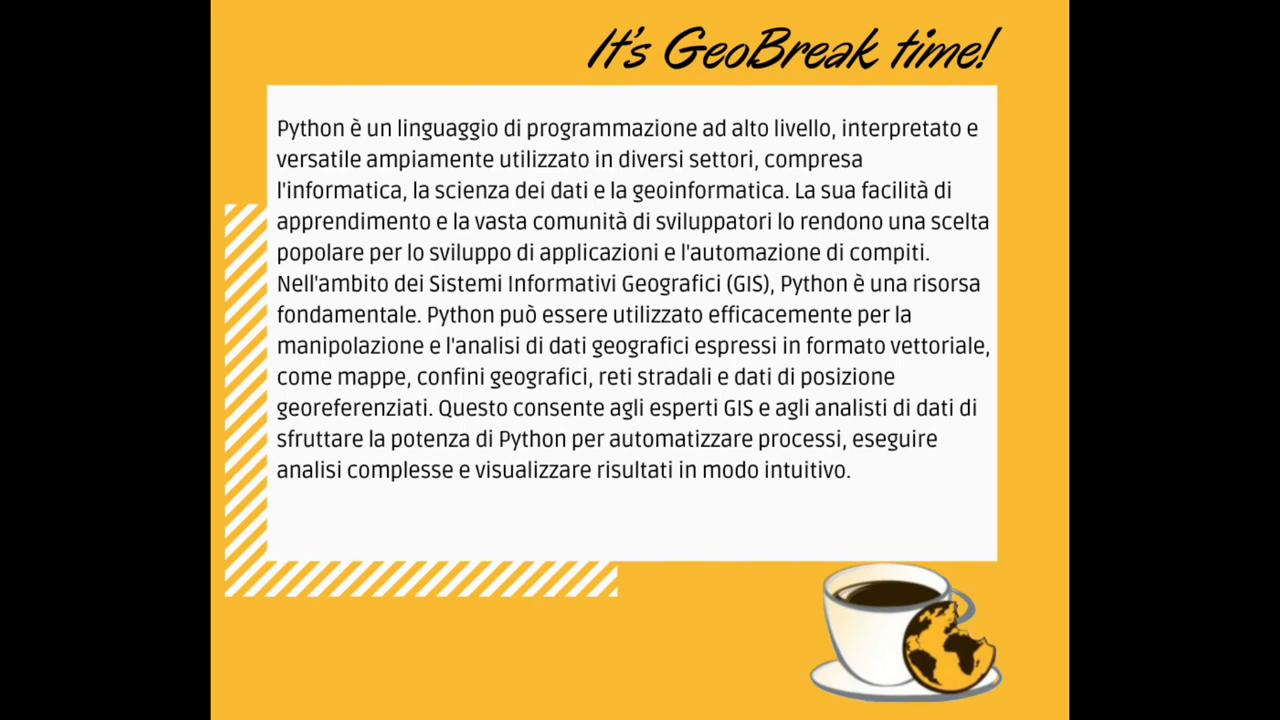 It's GeoBreak time!
Python è un linguaggio di programmazione ad alto livello, interpretato e
versatile ampiamente utilizzato in diversi settori, compresa
l'informatica, la scienza dei dati e la geoinformatica. La sua facilità di
apprendimento e la vasta comunità di sviluppatori lo rendono una scelta
popolare per lo sviluppo di applicazioni e l'automazione di compiti.
Nell'ambito dei Sistemi Informativi Geografici (GIS), Python è una risorsa
fondamentale. Python può essere utilizzato efficacemente per la
manipolazione e l'analisi di dati geografici espressi in formato vettoriale,
come mappe, confini geografici, reti stradali e dati di posizione
georeferenziati. Questo consente agli esperti GIS e agli analisti di dati di
sfruttare la potenza di Python per automatizzare processi, eseguire
analisi complesse e visualizzare risultati in modo intuitivo.